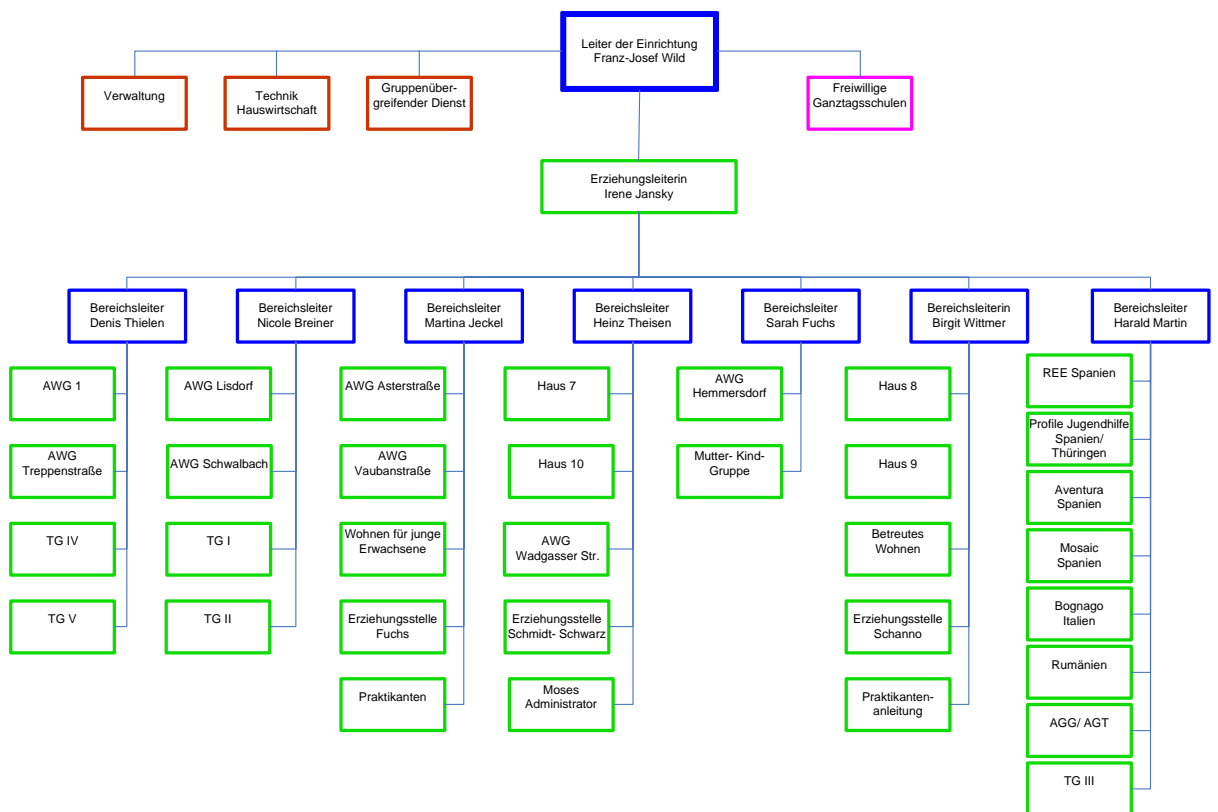 Leiter der Einrichtung
Franz-Josef Wild
Verwaltung
Technik
Hauswirtschaft
Gruppenüber-
greifender Dienst
Freiwillige
Ganztagsschulen
Erziehungsleiterin
Irene Jansky
Bereichsleiter
Denis Thielen
Bereichsleiter
Nicole Breiner
Bereichsleiter
Martina Jeckel
Bereichsleiter
Heinz Theisen
Bereichsleiter
Sarah Fuchs
Bereichsleiterin
Birgit Wittmer
Bereichsleiter
Harald Martin
AWG 1
AWG
Treppenstraße
TG IV
TG V
AWG Lisdorf
AWG Schwalbach
TG I
TG II
AWG Asterstraße
AWG
Vaubanstraße
Wohnen für junge
Erwachsene
Erziehungsstelle
Fuchs
Praktikanten
Haus 7
Haus 10
AWG
Wadgasser Str.
Erziehungsstelle
Schmidt- Schwarz
Moses
Administrator
AWG
Hemmersdorf
Mutter- Kind-
Gruppe
Haus 8
Haus 9
Betreutes
Wohnen
Erziehungsstelle
Schanno
Praktikanten-
anleitung
REE Spanien
Profile Jugendhilfe
Spanien/
Thüringen
Aventura
Spanien
Mosaic
Spanien
Bognago
Italien
Rumänien
AGG/ AGT
TG III